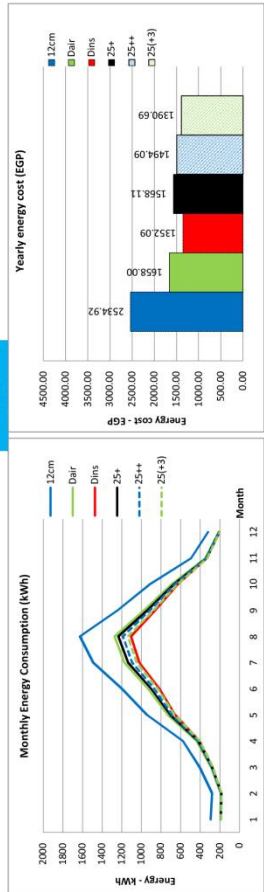 Monthly Energy Consumption (kWh)
Energy - kWh
2000
1800
1600
1400
1200
1000
800
600
400
200
0
1 2 3 4 5 6 7 8 9 10 11 12
Month
12cm
Dair
Dins
25+
25++
25(+3)
Yearly energy cost (EGP)
Energy cost - EGP
4500.00
4000.00
3500.00
3000.00
2500.00
2000.00
1500.00
1000.00
500.00
0.00
2534.92
1658.00
1352.09
1568.11
1494.09
1390.69
12cm
Dair
Dins
25+
25++
25(+3)